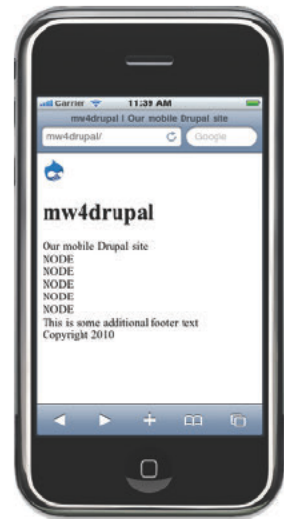 Carrier 11:39 AM
mw4drupal | Our mobile Drupal site
mw4drupal/ Google
mw4drupal
Our mobile Drupal site
NODE
NODE
NODE
NODE
NODE
This is some additional footer text
Copyright 2010